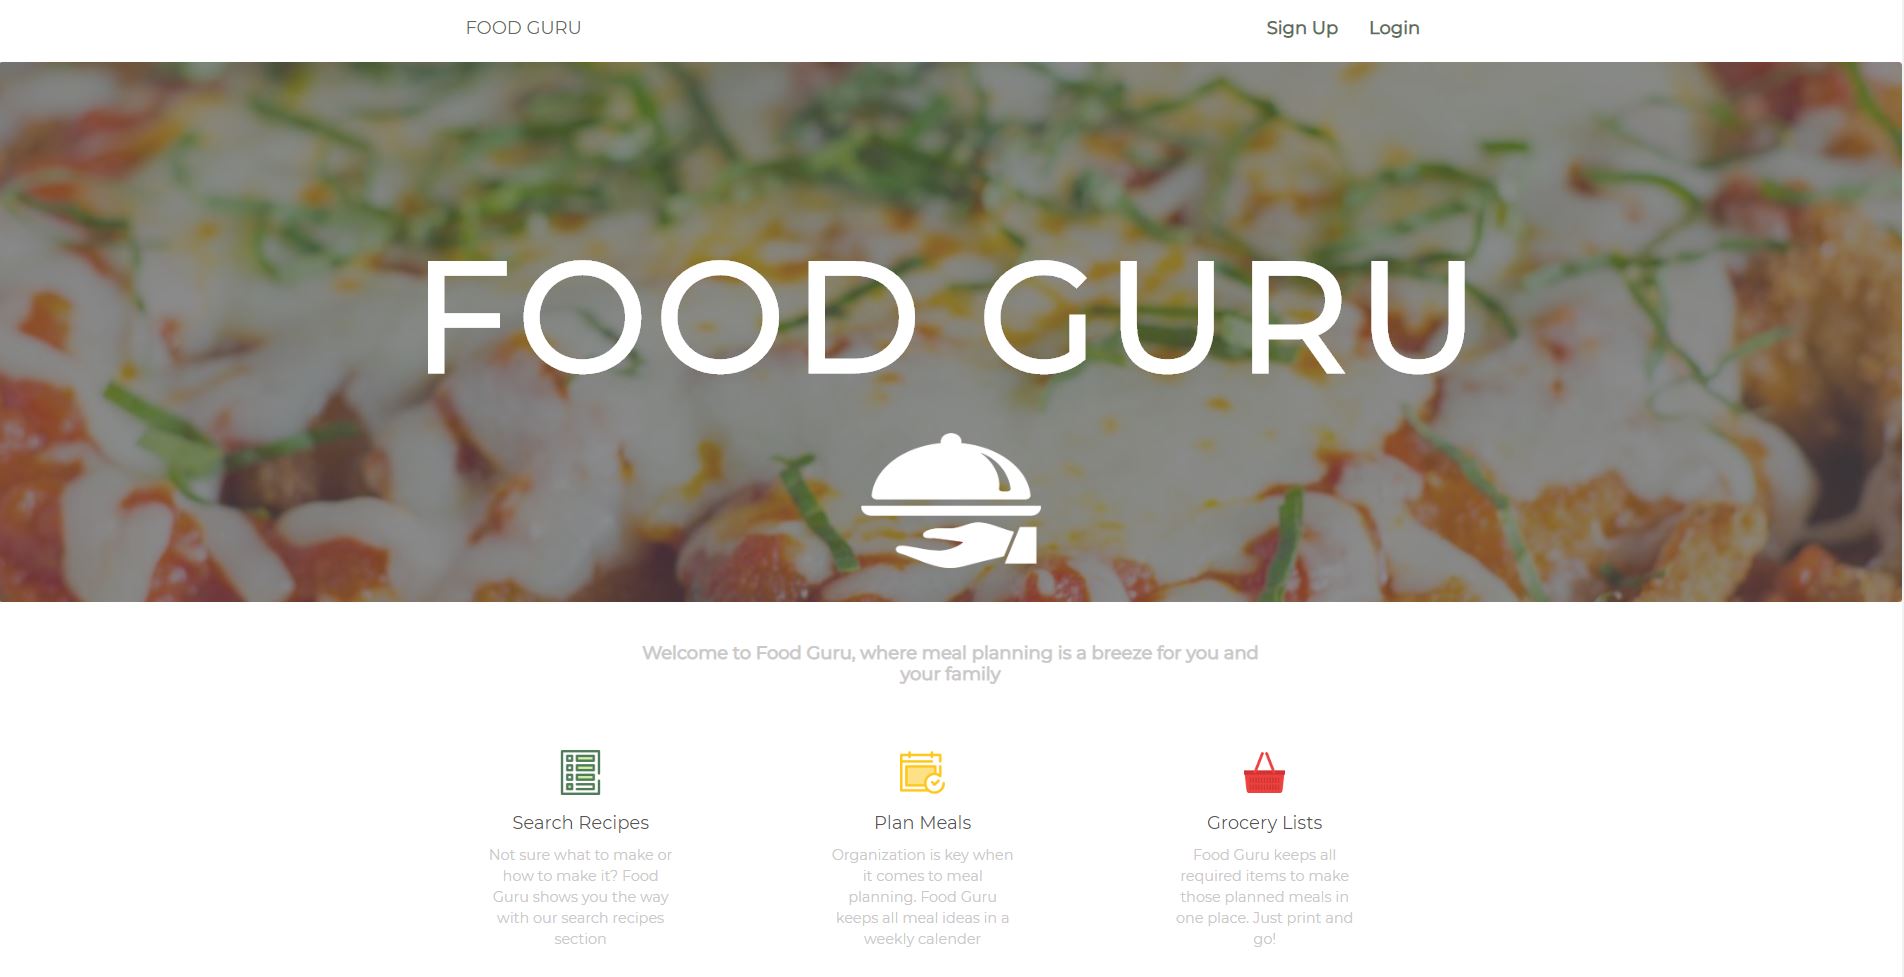 FOOD GURU
Sign Up
Login
FOOD GURU
Welcome to Food Guru, where meal planning is a breeze for you and
your family
Search Recipes
Not sure what to make or
how to make it? Food
Guru shows you the way
with our search recipes
section
Plan Meals
Organization is key when
it comes to meal
planning. Food Guru
keeps all meal ideas in a
weekly calender
Grocery Lists
Food Guru keeps all
required items to make
those planned meals in
one place. Just print and
go!